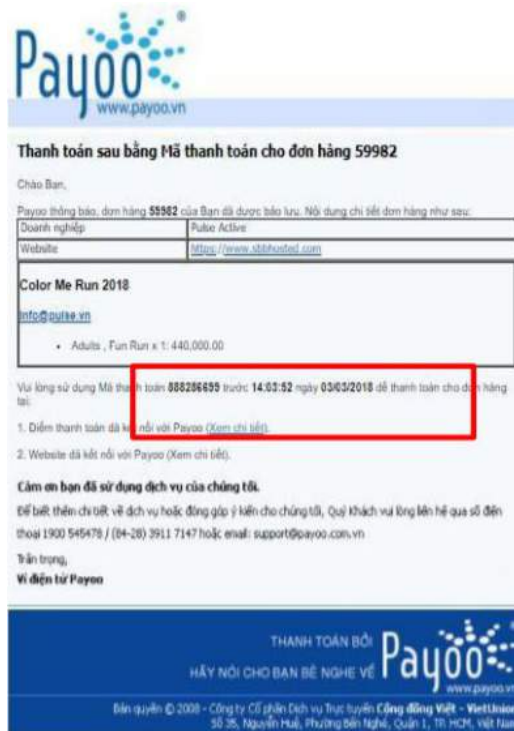 Payoo
www.payoo.vn
Thanh toán sau bằng Mã thanh toán cho đơn hàng 59982
Chào Bạn,
Payoo thông báo, đơn hàng 59982 của Bạn đã được bảo lưu. Nội dung chi tiết đơn hàng như sau:
Doanh nghiệp Pulse Active
Website https://www.sbbhosted.com
Color Me Run 2018
info@pulse.vn
• Adults , Fun Run x 1: 440,000.00
Vui lòng sử dụng Mã thanh toán 888286699 trước 14:03:52 ngày 03/03/2018 để thanh toán cho đơn hàng
tại:
1. Điểm thanh toán đã kết nối với Payoo (Xem chi tiết).
2. Website đã kết nối với Payoo (Xem chi tiết).
Cảm ơn bạn đã sử dụng dịch vụ của chúng tôi.
Để biết thêm chi tiết về dịch vụ hoặc đóng góp ý kiến cho chúng tôi, Quý khách vui lòng liên hệ qua số điện
thoại 1900 545478 / (84-28) 3911 7147 hoặc email: support@payoo.com.vn
Trân trọng,
Ví điện tử Payoo
THANH TOÁN BỞI
HÃY NÓI CHO BẠN BÈ NGHE VỀ
Payoo
www.payoo.vn
Bản quyền © 2008 - Công ty Cổ phần Dịch vụ Trực tuyến Cộng đồng Việt - VietUnion
Số 35, Nguyễn Huệ, Phường Bến Nghé, Quận 1, TP. HCM, Việt Nam